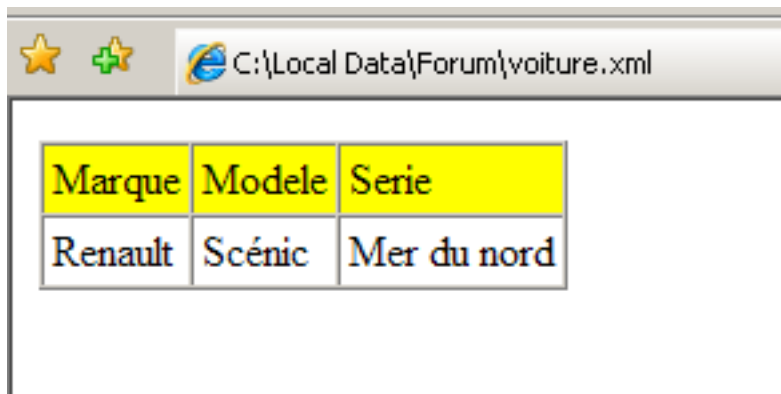 C:\Local Data\Forum\voiture.xml
Marque Modele Serie
Renault Scénic Mer du nord